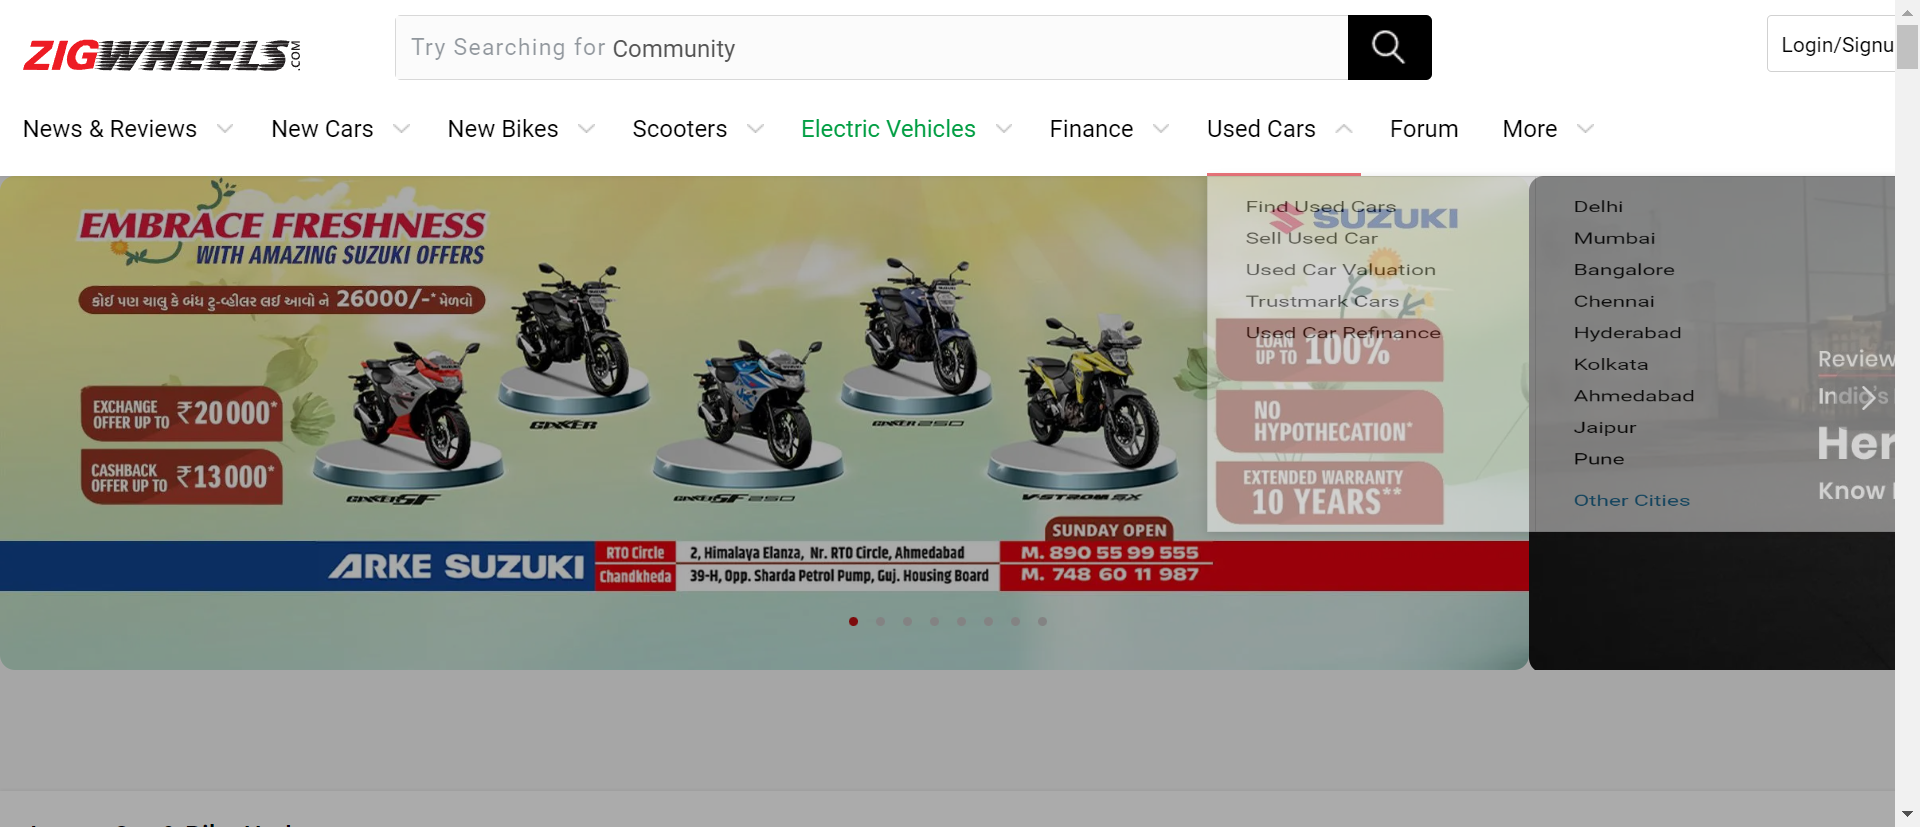 ZIGWHEELS.COM
Try Searching for Community
Login/Signu
News & Reviews
New Cars
New Bikes
Scooters
Electric Vehicles
Finance
Used Cars
Forum
More
EMBRACE FRESHNESS
WITH AMAZING SUZUKI OFFERS
કોઈ પણ ચાલુ કે બંધ ટુ-વ્હીલર લઈ આવો ને 26000/-* મેળવો
EXCHANGE
OFFER UP TO ₹20000*
CASHBACK
OFFER UP TO ₹13000*
GIXXER SF
GIXXER
GIXXER SF 250
GIXXER 250
V-STROM SX
SUZUKI
LOAN
UP TO 100%*
NO
HYPOTHECATION*
EXTENDED WARRANTY
10 YEARS**
SUNDAY OPEN
ARKE SUZUKI
RTO Circle
2, Himalaya Elanza, Nr. RTO Circle, Ahmedabad
M. 890 55 99 555
Chandkheda
39-H, Opp. Sharda Petrol Pump, Guj. Housing Board
M. 748 60 11 987
Find Used Cars
Sell Used Car
Used Car Valuation
Trustmark Cars
Used Car Refinance
Delhi
Mumbai
Bangalore
Chennai
Hyderabad
Kolkata
Ahmedabad
Jaipur
Pune
Other Cities
Review
India's
Her
Know